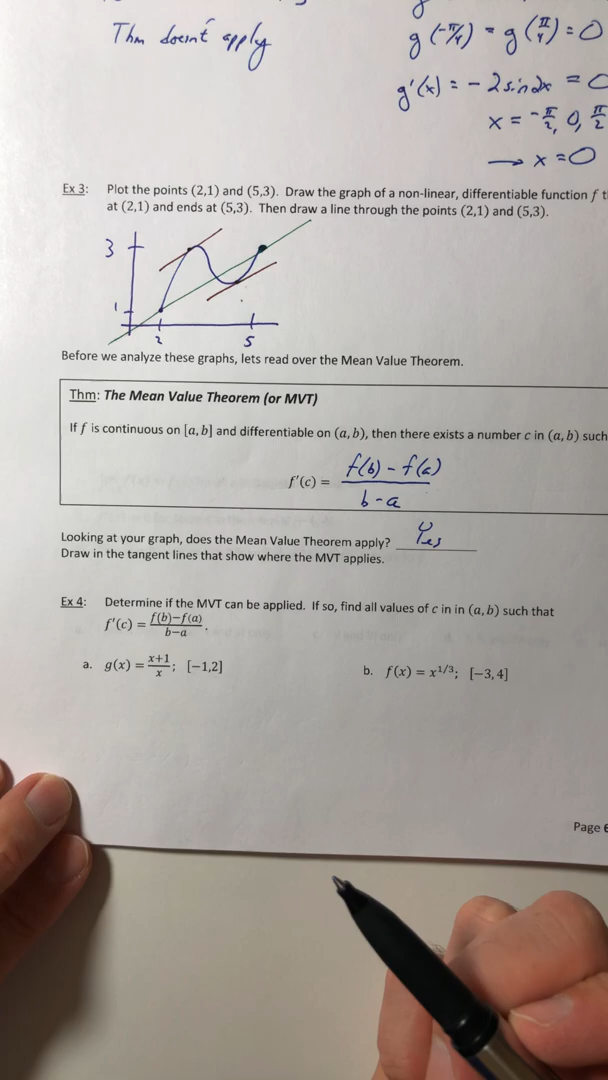 Thm doesn't apply
g(-π/4) = g(π/4) = 0
g'(x) = -2sin2x = 0
x = -π/2, 0, π/2
→ x = 0
Ex 3: Plot the points (2,1) and (5,3). Draw the graph of a non-linear, differentiable function f
at (2,1) and ends at (5,3). Then draw a line through the points (2,1) and (5,3).
3
1
2
5
Before we analyze these graphs, lets read over the Mean Value Theorem.
Thm: The Mean Value Theorem (or MVT)
If f is continuous on [a, b] and differentiable on (a, b), then there exists a number c in (a, b) such
f'(c) = f(b) - f(a) / b - a
Looking at your graph, does the Mean Value Theorem apply? Yes
Draw in the tangent lines that show where the MVT applies.
Ex 4: Determine if the MVT can be applied. If so, find all values of c in in (a, b) such that
f'(c) = f(b)−f(a) / b−a .
a. g(x) = x+1 / x ; [−1,2]
b. f(x) = x^1/3; [−3, 4]
Page 6